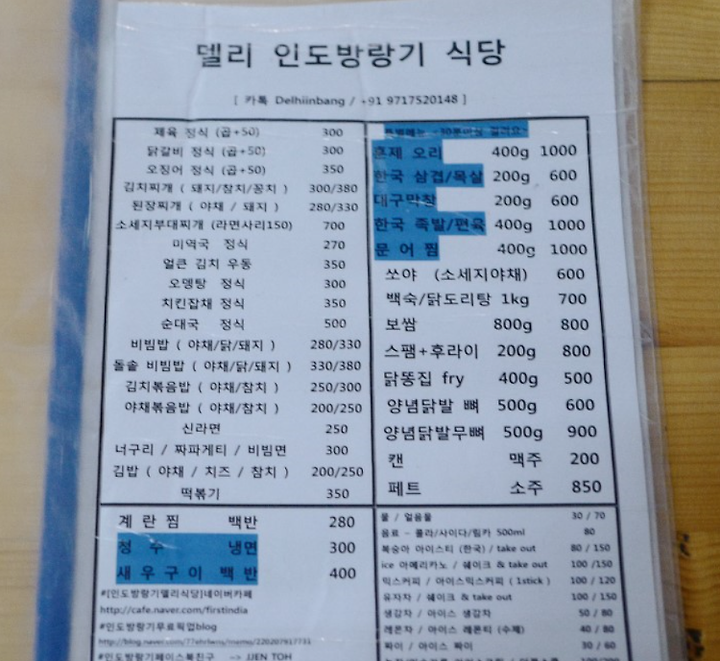 델리 인도방랑기 식당
[ 카톡 Delhiinbang / +91 9717520148 ]
제육 정식 (곱+50) 300
닭갈비 정식 (곱+50) 300
오징어 정식 (곱+50) 350
김치찌개 ( 돼지/참치/꽁치 ) 300/380
된장찌개 ( 야채 / 돼지 ) 280/330
소세지부대찌개 (라면사리150) 700
미역국 정식 270
얼큰 김치 우동 350
오뎅탕 정식 300
치킨잡채 정식 350
순대국 정식 500
비빔밥 ( 야채/닭/돼지 ) 280/330
돌솥 비빔밥 ( 야채/닭/돼지 ) 330/380
김치볶음밥 ( 야채/참치 ) 250/300
야채볶음밥 ( 야채/참치 ) 200/250
신라면 250
너구리 / 짜파게티 / 비빔면 300
김밥 ( 야채 / 치즈 / 참치 ) 200/250
떡볶기 350
계 란 찜 백반 280
청 수 냉면 300
새 우 구 이 백 반 400
#[인도방랑기델리식당]네이버카페
http://cafe.naver.com/firstindia
#인도방랑기무료픽업blog
#인도방랑기페이스북친구 -> JJEN TOH
훈제 오리 400g 1000
한국 삼겹/목살 200g 600
대구막창 200g 600
한국 족발/편육 400g 1000
문 어 찜 400g 1000
쏘야 (소세지야채) 600
백숙/닭도리탕 1kg 700
보쌈 800g 800
스팸+후라이 200g 800
닭똥집 fry 400g 500
양념닭발 뼈 500g 600
양념닭발무뼈 500g 900
캔 맥주 200
페트 소주 850
물 / 얼음물 30 / 70
음료 - 콜라/사이다/림카 500ml 80
복숭아 아이스티 (한국) / take out 80 / 150
ice 아메리카노 / 쉐이크 & take out 100 /150
믹스커피 / 아이스믹스커피 ( 1stick ) 100 / 120
유자차 / 쉐이크 & take out 100 / 150
생강차 / 아이스 생강차 50 / 80
레몬차 / 아이스 레몬티 (수제) 40 / 80
짜이 / 아이스 짜이 30 / 60